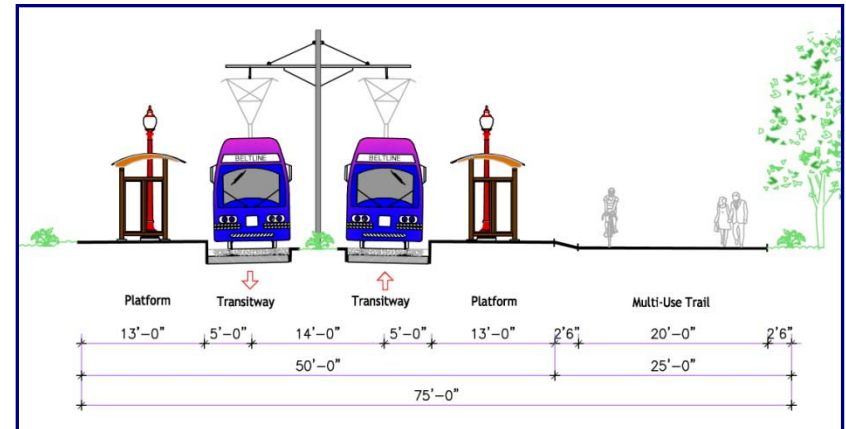 BELTLINE BELTLINE
Platform Transitway Transitway Platform Multi-Use Trail
13'-0" 5'-0" 14'-0" 5'-0" 13'-0" 2'6" 20'-0" 2'6"
50'-0" 25'-0"
75'-0"